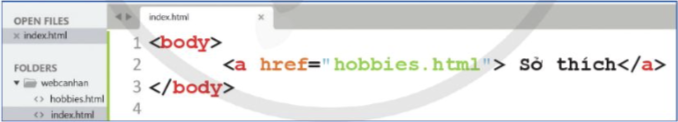 OPEN FILES
× index.html
FOLDERS
▼ webcanhan
<> hobbies.html
<> index.html
◀ ▶ index.html ×
1 <body>
2 <a href="hobbies.html"> Sở thích</a>
3 </body>
4